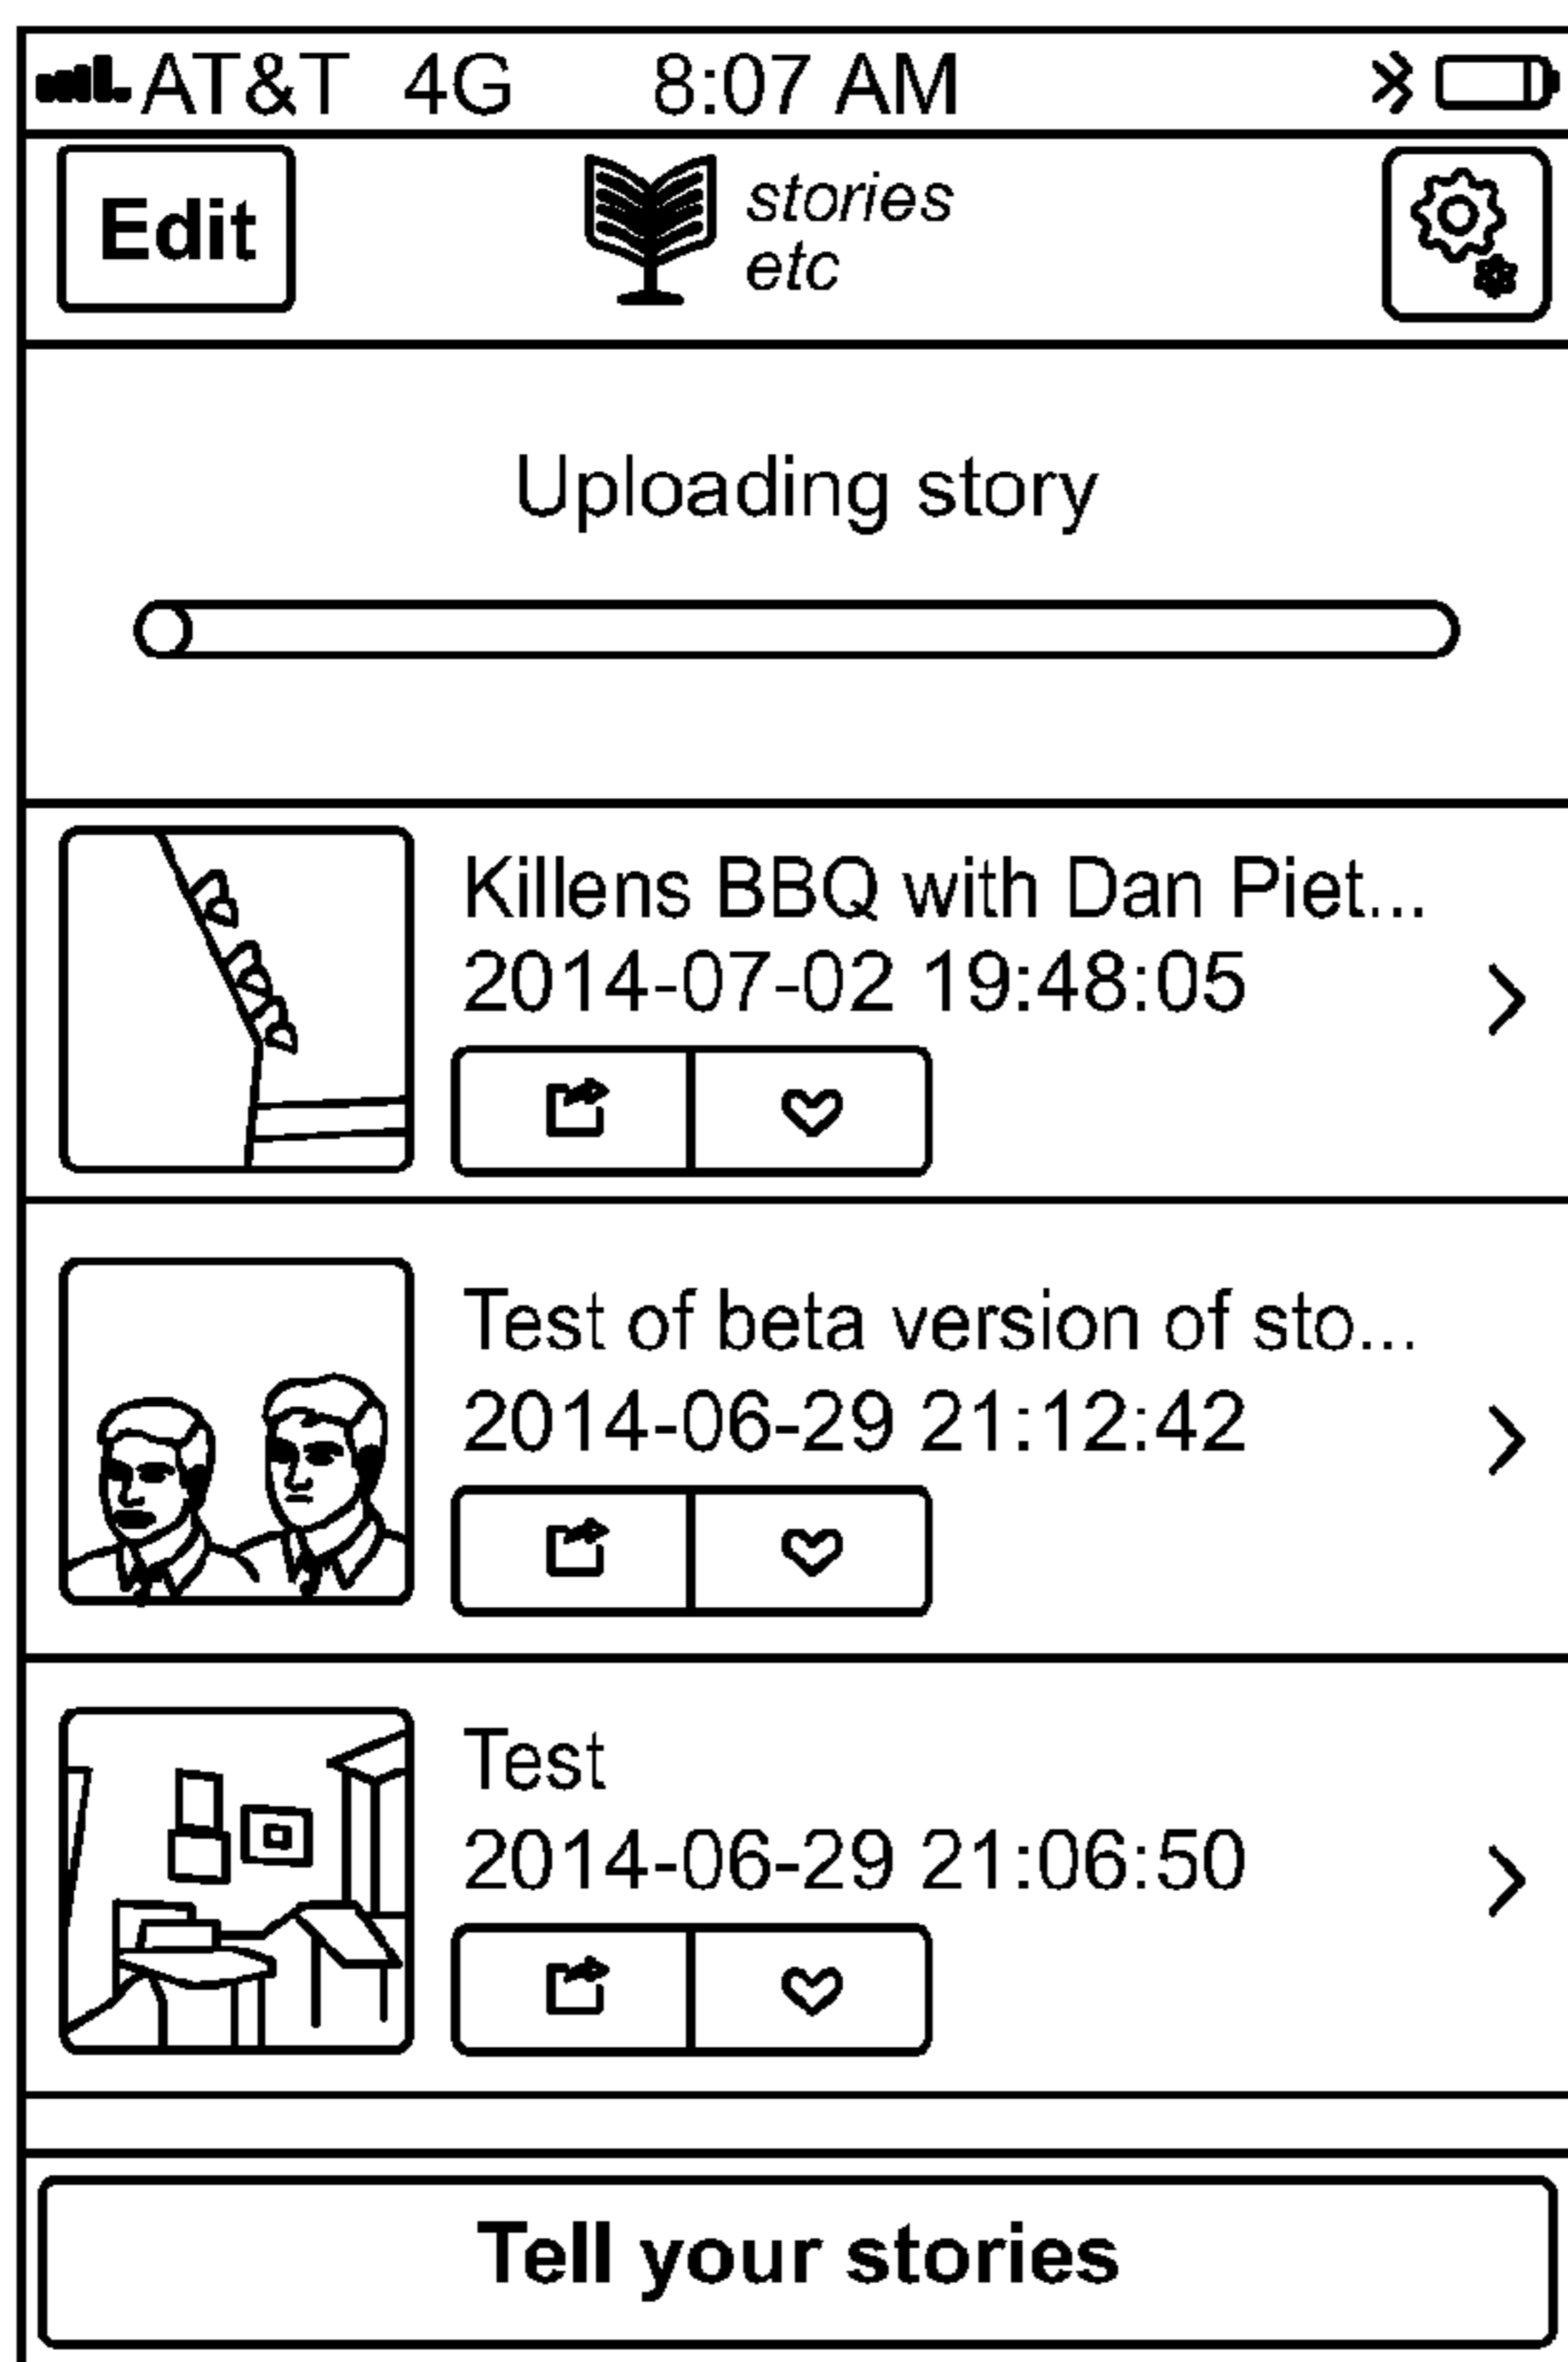 AT&T 4G 8:07 AM
Edit
stories
etc
Uploading story
Killens BBQ with Dan Piet...
2014-07-02 19:48:05
Test of beta version of sto...
2014-06-29 21:12:42
Test
2014-06-29 21:06:50
Tell your stories